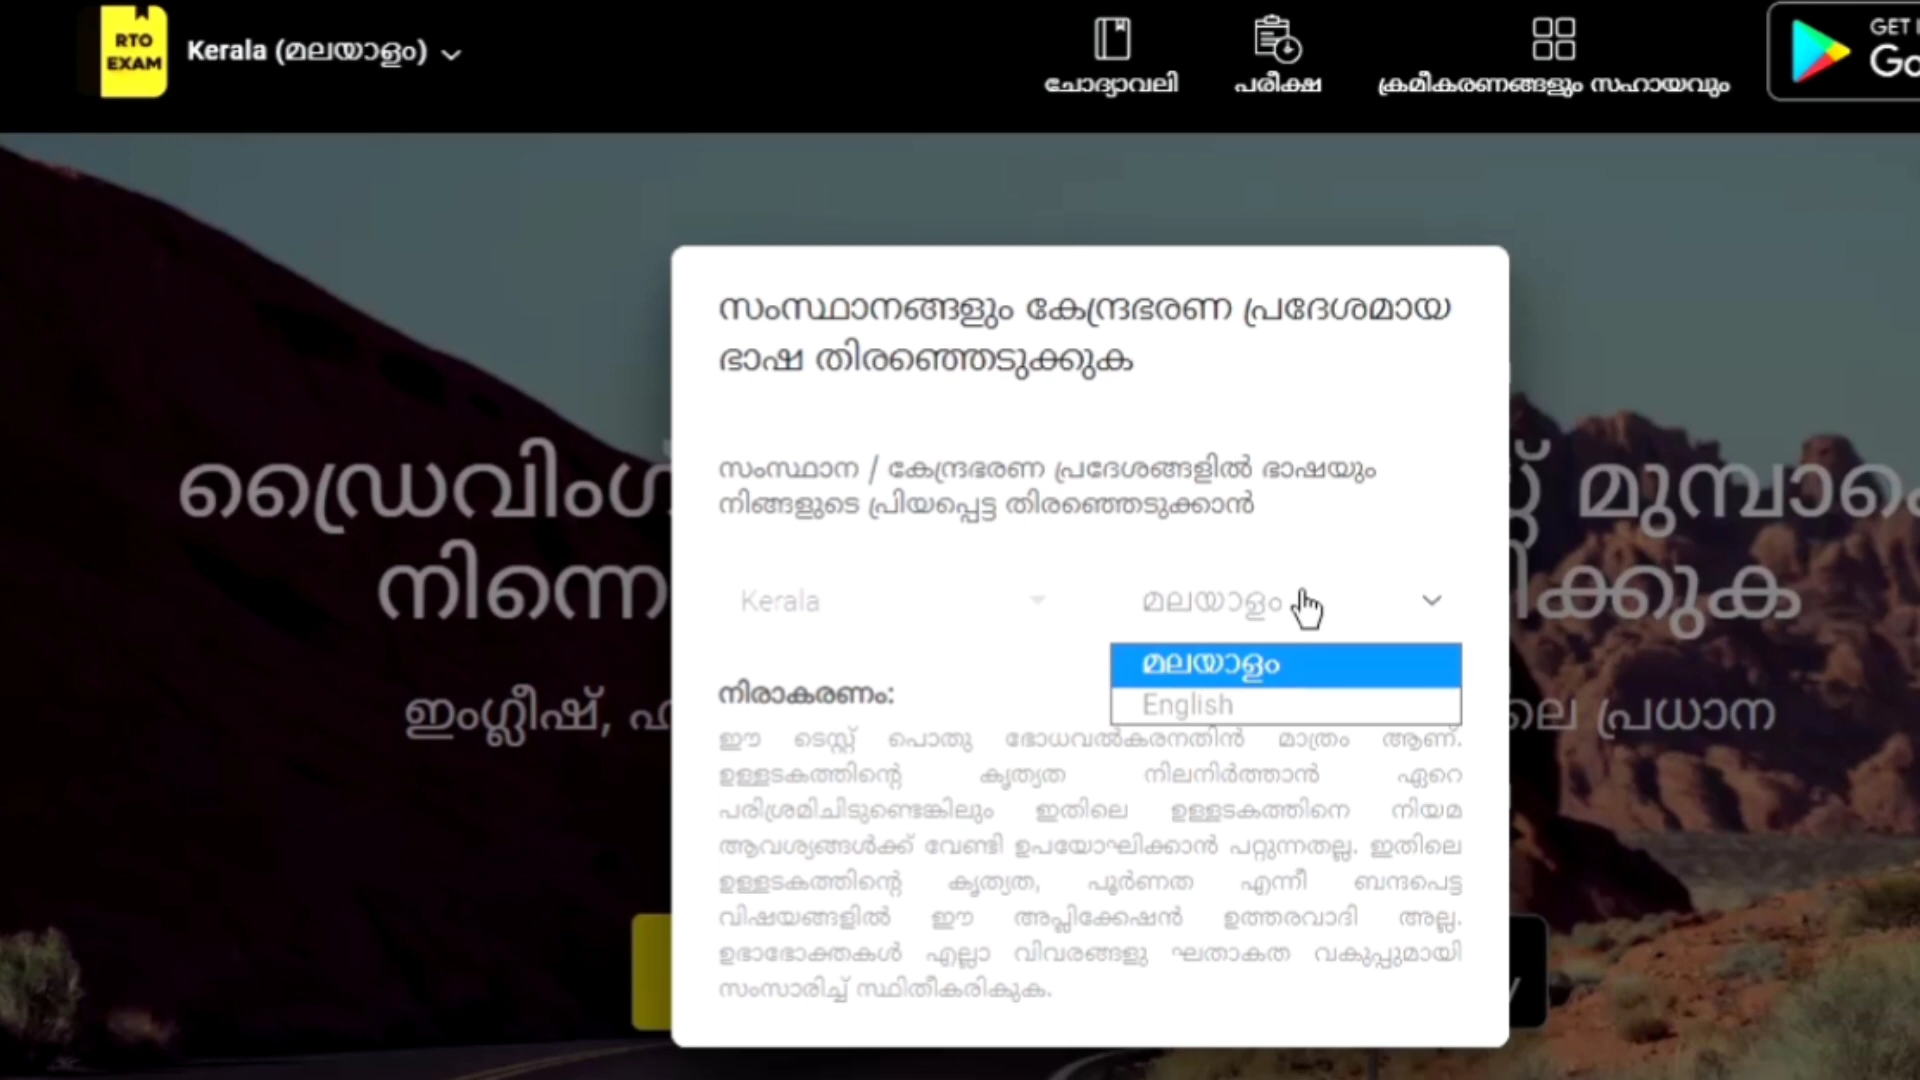 RTO
EXAM
Kerala (മലയാളം)
ചോദ്യാവലി
പരീക്ഷ
ക്രമീകരണങ്ങളും സഹായവും
GET
Go
സംസ്ഥാനങ്ങളും കേന്ദ്രഭരണ പ്രദേശമായ
ഭാഷ തിരഞ്ഞെടുക്കുക
സംസ്ഥാന / കേന്ദ്രഭരണ പ്രദേശങ്ങളിൽ ഭാഷയും
നിങ്ങളുടെ പ്രിയപ്പെട്ട തിരഞ്ഞെടുക്കാൻ
ഡ്രൈവിംഗ് മുമ്പാകെ
നിന്നെ ിക്കുക
Kerala
മലയാളം
മലയാളം
English
ഇംഗ്ലീഷ്, ലെ പ്രധാന
നിരാകരണം:
ഈ ടെസ്റ്റ് പൊതു ഭോധവൽകരനതിൻ മാത്രം ആണ്.
ഉള്ളടകത്തിന്റെ കൃത്യത നിലനിർത്താൻ ഏറെ
പരിശ്രമിചിടുണ്ടെങ്കിലും ഇതിലെ ഉള്ളടകത്തിനെ നിയമ
ആവശ്യങ്ങൾക്ക് വേണ്ടി ഉപയോഘിക്കാൻ പറ്റുന്നതല്ല. ഇതിലെ
ഉള്ളടകത്തിന്റെ കൃത്യത, പൂർണത എന്നീ ബന്ദപെട്ട
വിഷയങ്ങളിൽ ഈ അപ്ലിക്കേഷൻ ഉത്തരവാദി അല്ല.
ഉഭാഭോക്തകൾ എല്ലാ വിവരങ്ങളു ഘതാകത വകുപ്പുമായി
സംസാരിച്ച് സ്ഥിതീകരികുക.